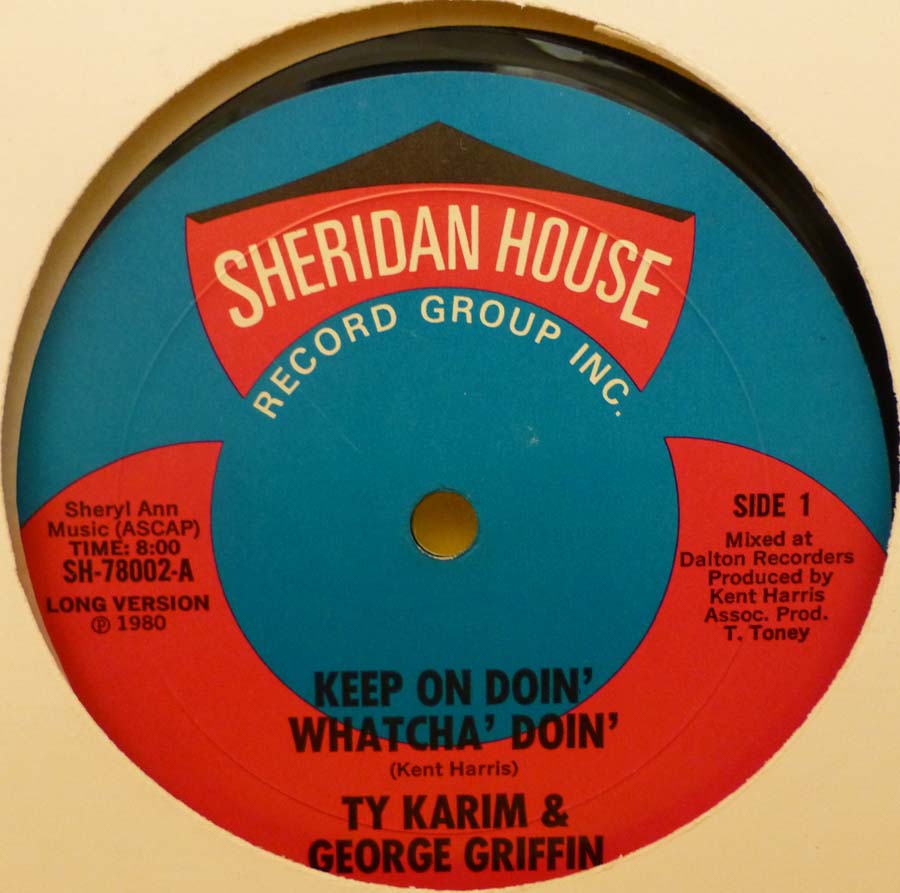 SHERIDAN HOUSE
RECORD GROUP INC.
Sheryl Ann
Music (ASCAP)
TIME: 8:00
SH-78002-A
LONG VERSION
℗ 1980
SIDE 1
Mixed at
Dalton Recorders
Produced by
Kent Harris
Assoc. Prod.
T. Toney
KEEP ON DOIN'
WHATCHA' DOIN'
(Kent Harris)
TY KARIM &
GEORGE GRIFFIN